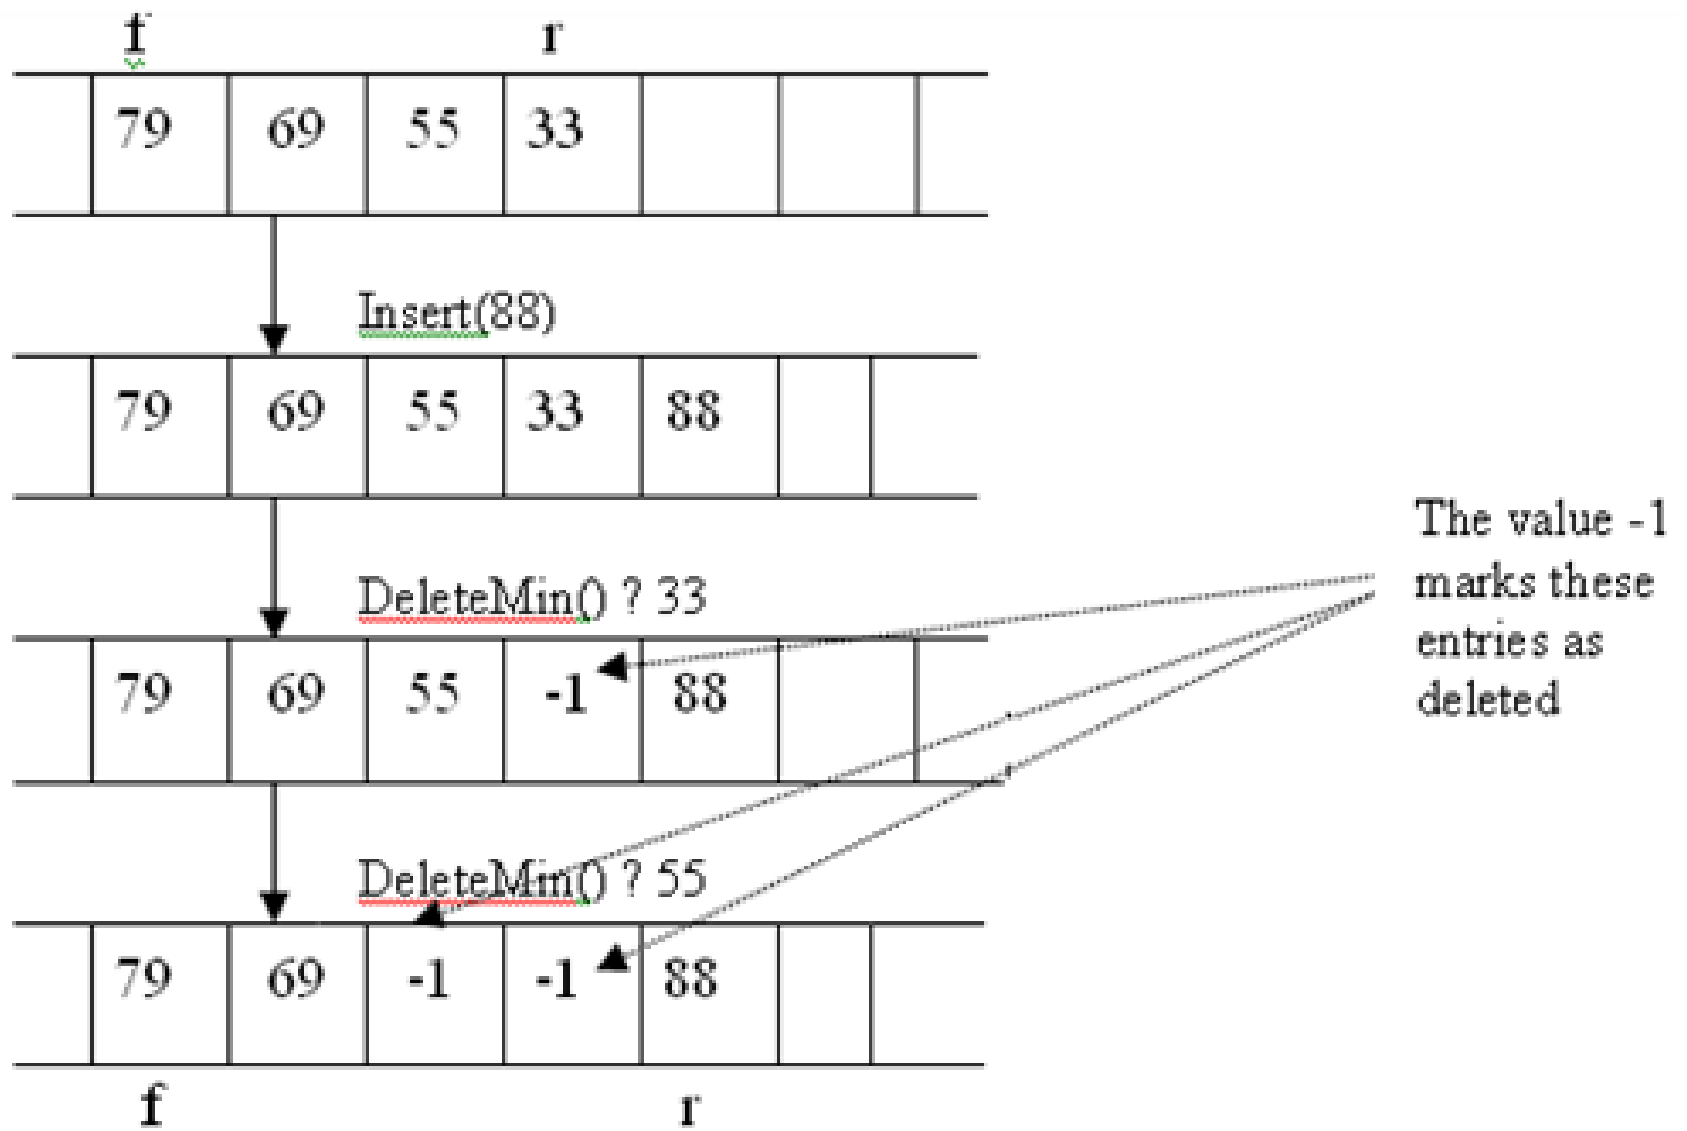 f r
79 69 55 33
Insert(88)
79 69 55 33 88
DeleteMin() ? 33
79 69 55 -1 88
The value -1
marks these
entries as
deleted
DeleteMin() ? 55
79 69 -1 -1 88
f r